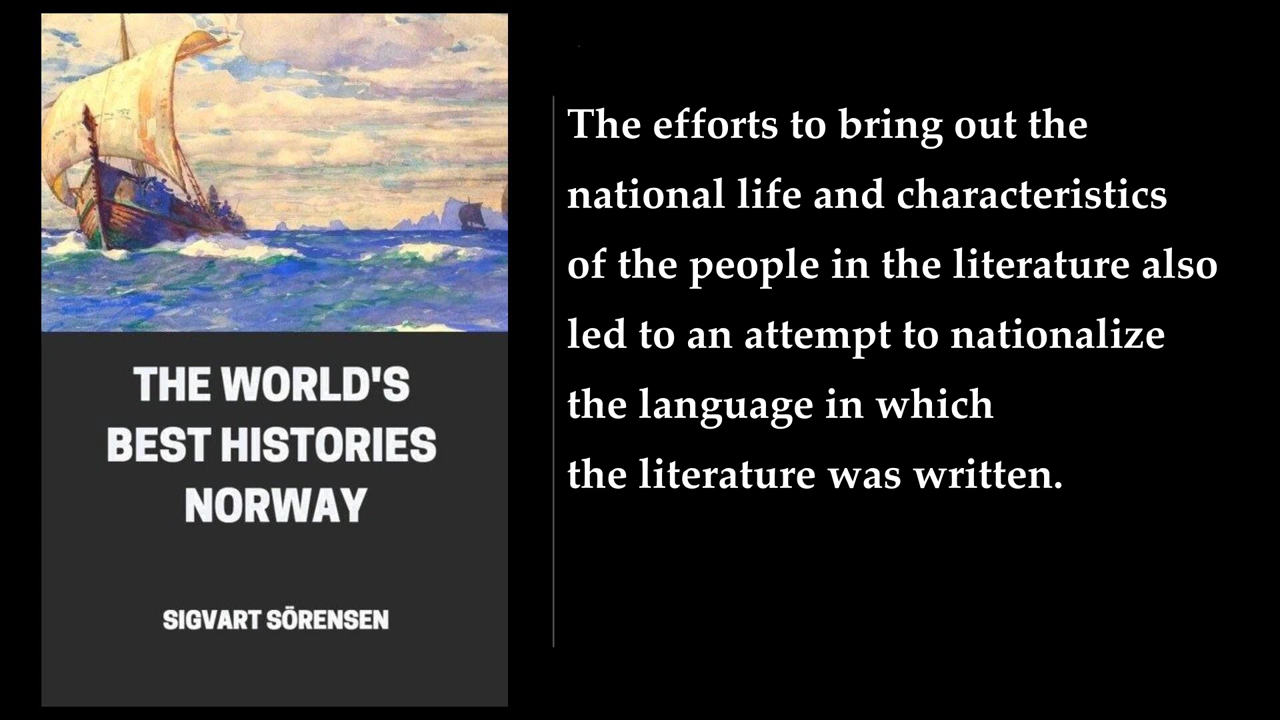 THE WORLD'S
BEST HISTORIES
NORWAY
SIGVART SÖRENSEN
The efforts to bring out the
national life and characteristics
of the people in the literature also
led to an attempt to nationalize
the language in which
the literature was written.